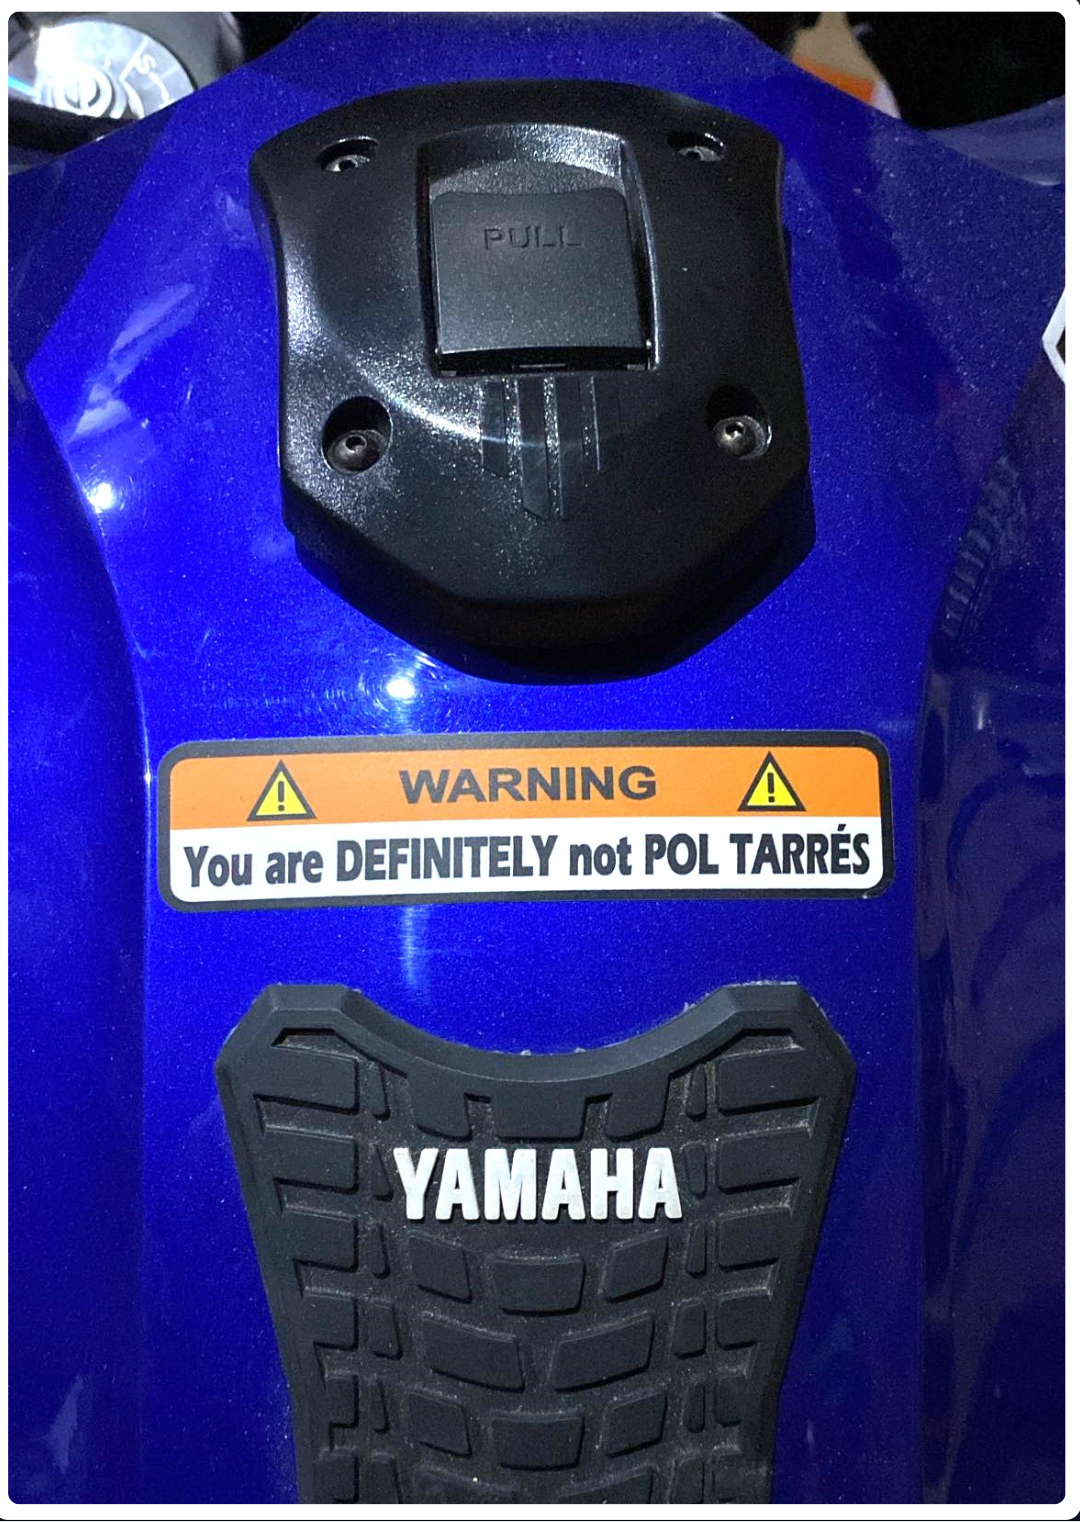 PULL
WARNING
You are DEFINITELY not POL TARRÉS
YAMAHA